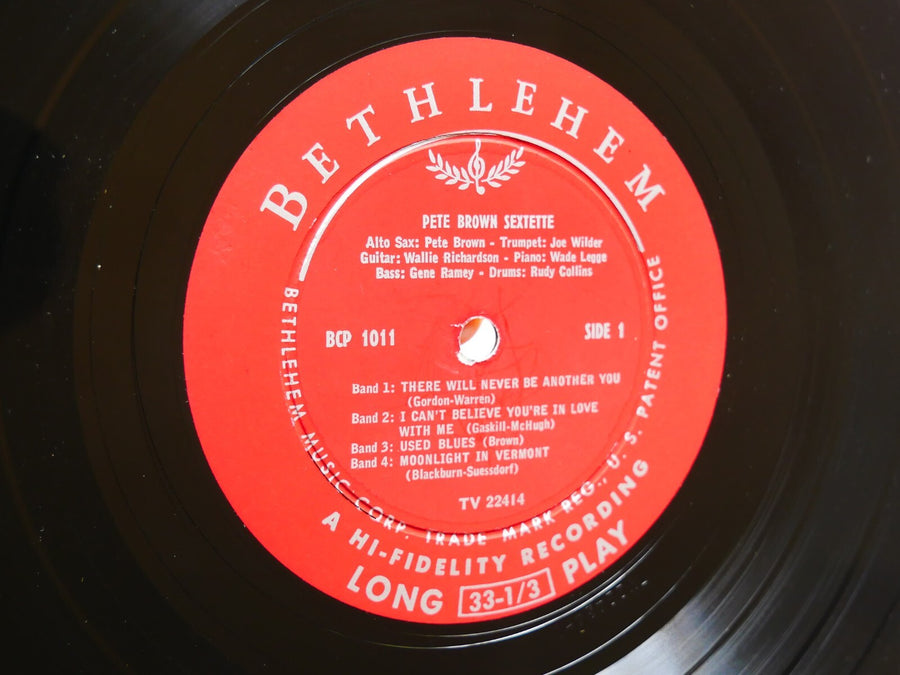 BETHLEHEM
PETE BROWN SEXTETTE
Alto Sax: Pete Brown - Trumpet: Joe Wilder
Guitar: Wallie Richardson - Piano: Wade Legge
Bass: Gene Ramey - Drums: Rudy Collins
BCP 1011
SIDE 1
Band 1: THERE WILL NEVER BE ANOTHER YOU
(Gordon-Warren)
Band 2: I CAN'T BELIEVE YOU'RE IN LOVE
WITH ME (Gaskill-McHugh)
Band 3: USED BLUES (Brown)
Band 4: MOONLIGHT IN VERMONT
(Blackburn-Suessdorf)
TV 22414
BETHLEHEM MUSIC CORP. TRADE MARK REG., U. S. PATENT OFFICE
A HI-FIDELITY RECORDING
LONG 33-1/3 PLAY